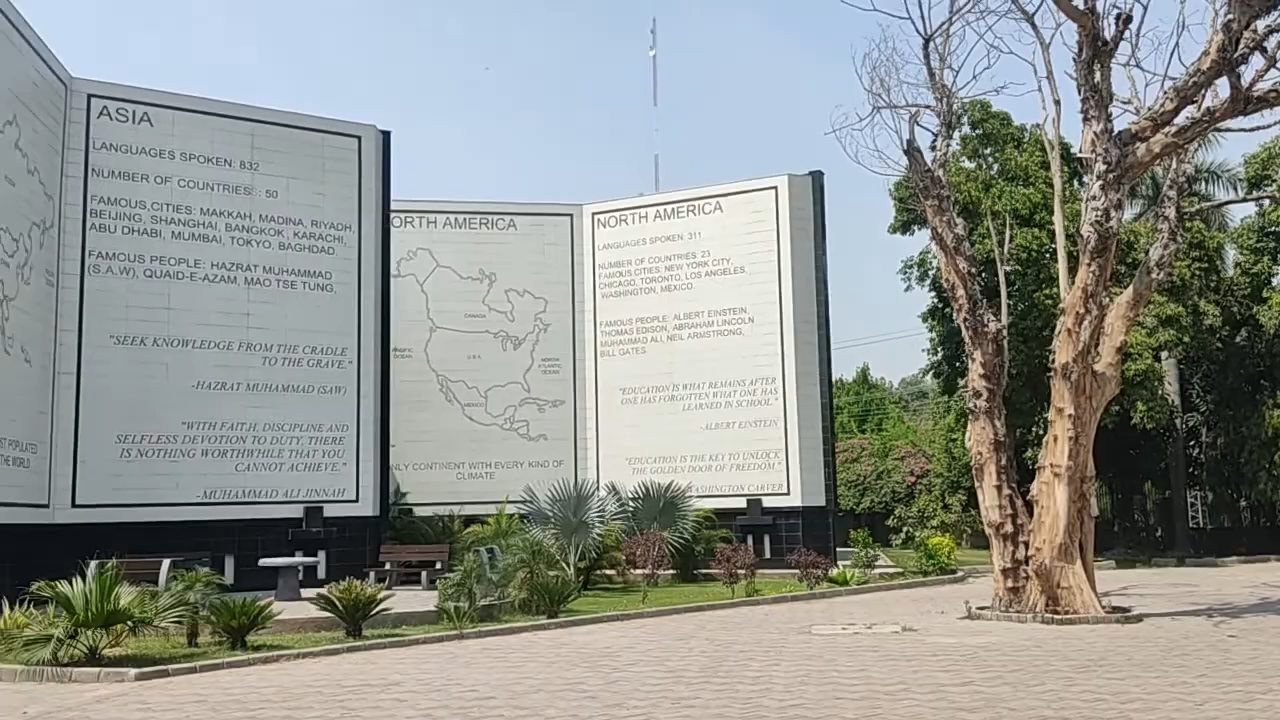 ST POPULATED
THE WORLD
ASIA
LANGUAGES SPOKEN: 832
NUMBER OF COUNTRIES: : 50
FAMOUS,CITIES: MAKKAH, MADINA, RIYADH,
BEIJING, SHANGHAI, BANGKOK, KARACHI,
ABU DHABI, MUMBAI, TOKYO, BAGHDAD,
FAMOUS PEOPLE: HAZRAT MUHAMMAD
(S.A.W), QUAID-E-AZAM, MAO TSE TUNG,
"SEEK KNOWLEDGE FROM THE CRADLE
TO THE GRAVE."
-HAZRAT MUHAMMAD (SAW)
"WITH FAITH, DISCIPLINE AND
SELFLESS DEVOTION TO DUTY, THERE
IS NOTHING WORTHWHILE THAT YOU
CANNOT ACHIEVE."
-MUHAMMAD ALI JINNAH
ORTH AMERICA
CANADA
U.S.A
OCEAN
NORTH
ATLANTIC
OCEAN
MEXICO
NLY CONTINENT WITH EVERY KIND OF
CLIMATE
NORTH AMERICA
LANGUAGES SPOKEN: 311
NUMBER OF COUNTRIES: 23
FAMOUS CITIES: NEW YORK CITY,
CHICAGO, TORONTO, LOS ANGELES,
WASHINGTON, MEXICO.
FAMOUS PEOPLE: ALBERT EINSTEIN,
THOMAS EDISON, ABRAHAM LINCOLN
MUHAMMAD ALI, NEIL ARMSTRONG,
BILL GATES.
"EDUCATION IS WHAT REMAINS AFTER
ONE HAS FORGOTTEN WHAT ONE HAS
LEARNED IN SCHOOL."
-ALBERT EINSTEIN
"EDUCATION IS THE KEY TO UNLOCK
THE GOLDEN DOOR OF FREEDOM."
ASHINGTON CARVER